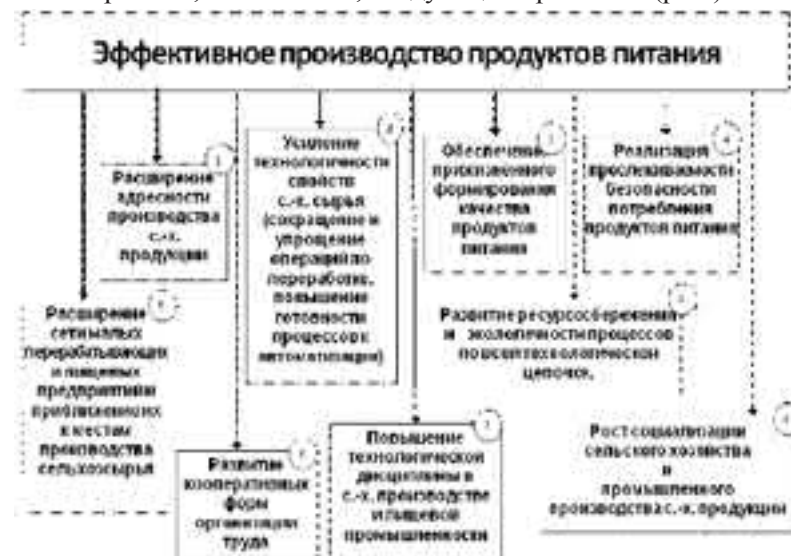 Эффективное производство продуктов питания
Расширение
адресности
производства
с.-х.
продукции
Усиление
технологичности
свойств
с.-х. сырья
(сокращение и
упрощение
операций по
переработке,
повышение
готовности
процессов к
автоматизации)
Обеспечение
прижизненного
формирования
качества
продуктов
питания
Реализация
прослеживаемости
безопасности
потребления
продуктов питания
Расширение
сети малых
перерабатывающих
и пищевых
предприятий
приближенных
к местам
производства
сельхозсырья
Развитие ресурсосбережения
и экологичности процессов
по всей технологической
цепочке.
Развитие
кооперативных
форм
организации
труда
Повышение
технологической
дисциплины в
с.-х. производстве
и пищевой
промышленности
Рост социализации
сельского хозяйства
и
промышленного
производства с.-х. продукции